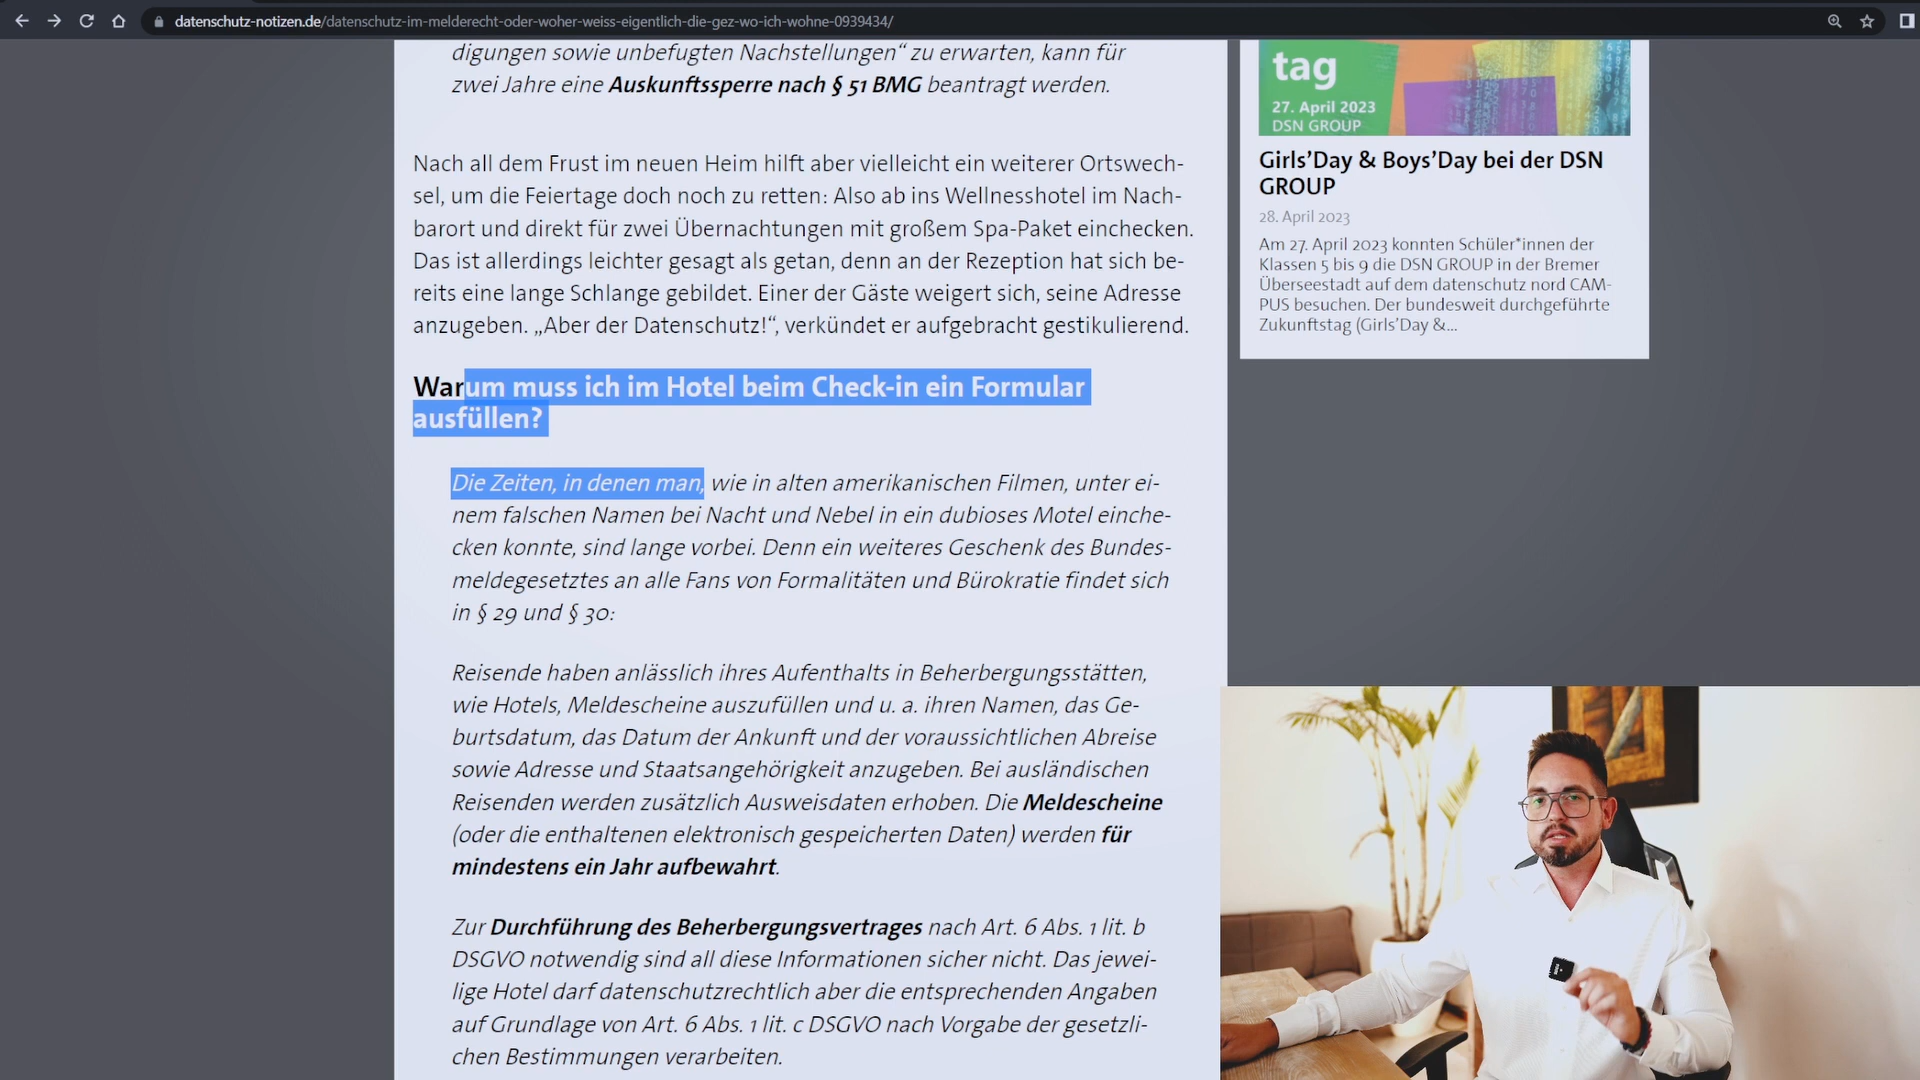 datenschutz-notizen.de/datenschutz-im-melderecht-oder-woher-weiss-eigentlich-die-gez-wo-ich-wohne-0939434/
digungen sowie unbefugten Nachstellungen“ zu erwarten, kann für
zwei Jahre eine Auskunftssperre nach § 51 BMG beantragt werden.
Nach all dem Frust im neuen Heim hilft aber vielleicht ein weiterer Ortswech-
sel, um die Feiertage doch noch zu retten: Also ab ins Wellnesshotel im Nach-
barort und direkt für zwei Übernachtungen mit großem Spa-Paket einchecken.
Das ist allerdings leichter gesagt als getan, denn an der Rezeption hat sich be-
reits eine lange Schlange gebildet. Einer der Gäste weigert sich, seine Adresse
anzugeben. „Aber der Datenschutz!“, verkündet er aufgebracht gestikulierend.
Warum muss ich im Hotel beim Check-in ein Formular
ausfüllen?
Die Zeiten, in denen man, wie in alten amerikanischen Filmen, unter ei-
nem falschen Namen bei Nacht und Nebel in ein dubioses Motel einche-
cken konnte, sind lange vorbei. Denn ein weiteres Geschenk des Bundes-
meldegesetztes an alle Fans von Formalitäten und Bürokratie findet sich
in § 29 und § 30:
Reisende haben anlässlich ihres Aufenthalts in Beherbergungsstätten,
wie Hotels, Meldescheine auszufüllen und u. a. ihren Namen, das Ge-
burtsdatum, das Datum der Ankunft und der voraussichtlichen Abreise
sowie Adresse und Staatsangehörigkeit anzugeben. Bei ausländischen
Reisenden werden zusätzlich Ausweisdaten erhoben. Die Meldescheine
(oder die enthaltenen elektronisch gespeicherten Daten) werden für
mindestens ein Jahr aufbewahrt.
Zur Durchführung des Beherbergungsvertrages nach Art. 6 Abs. 1 lit. b
DSGVO notwendig sind all diese Informationen sicher nicht. Das jewei-
lige Hotel darf datenschutzrechtlich aber die entsprechenden Angaben
auf Grundlage von Art. 6 Abs. 1 lit. c DSGVO nach Vorgabe der gesetzli-
chen Bestimmungen verarbeiten.
tag
27. April 2023
DSN GROUP
Girls’Day & Boys’Day bei der DSN
GROUP
28. April 2023
Am 27. April 2023 konnten Schüler*innen der
Klassen 5 bis 9 die DSN GROUP in der Bremer
Überseestadt auf dem datenschutz nord CAM-
PUS besuchen. Der bundesweit durchgeführte
Zukunftstag (Girls’Day &...